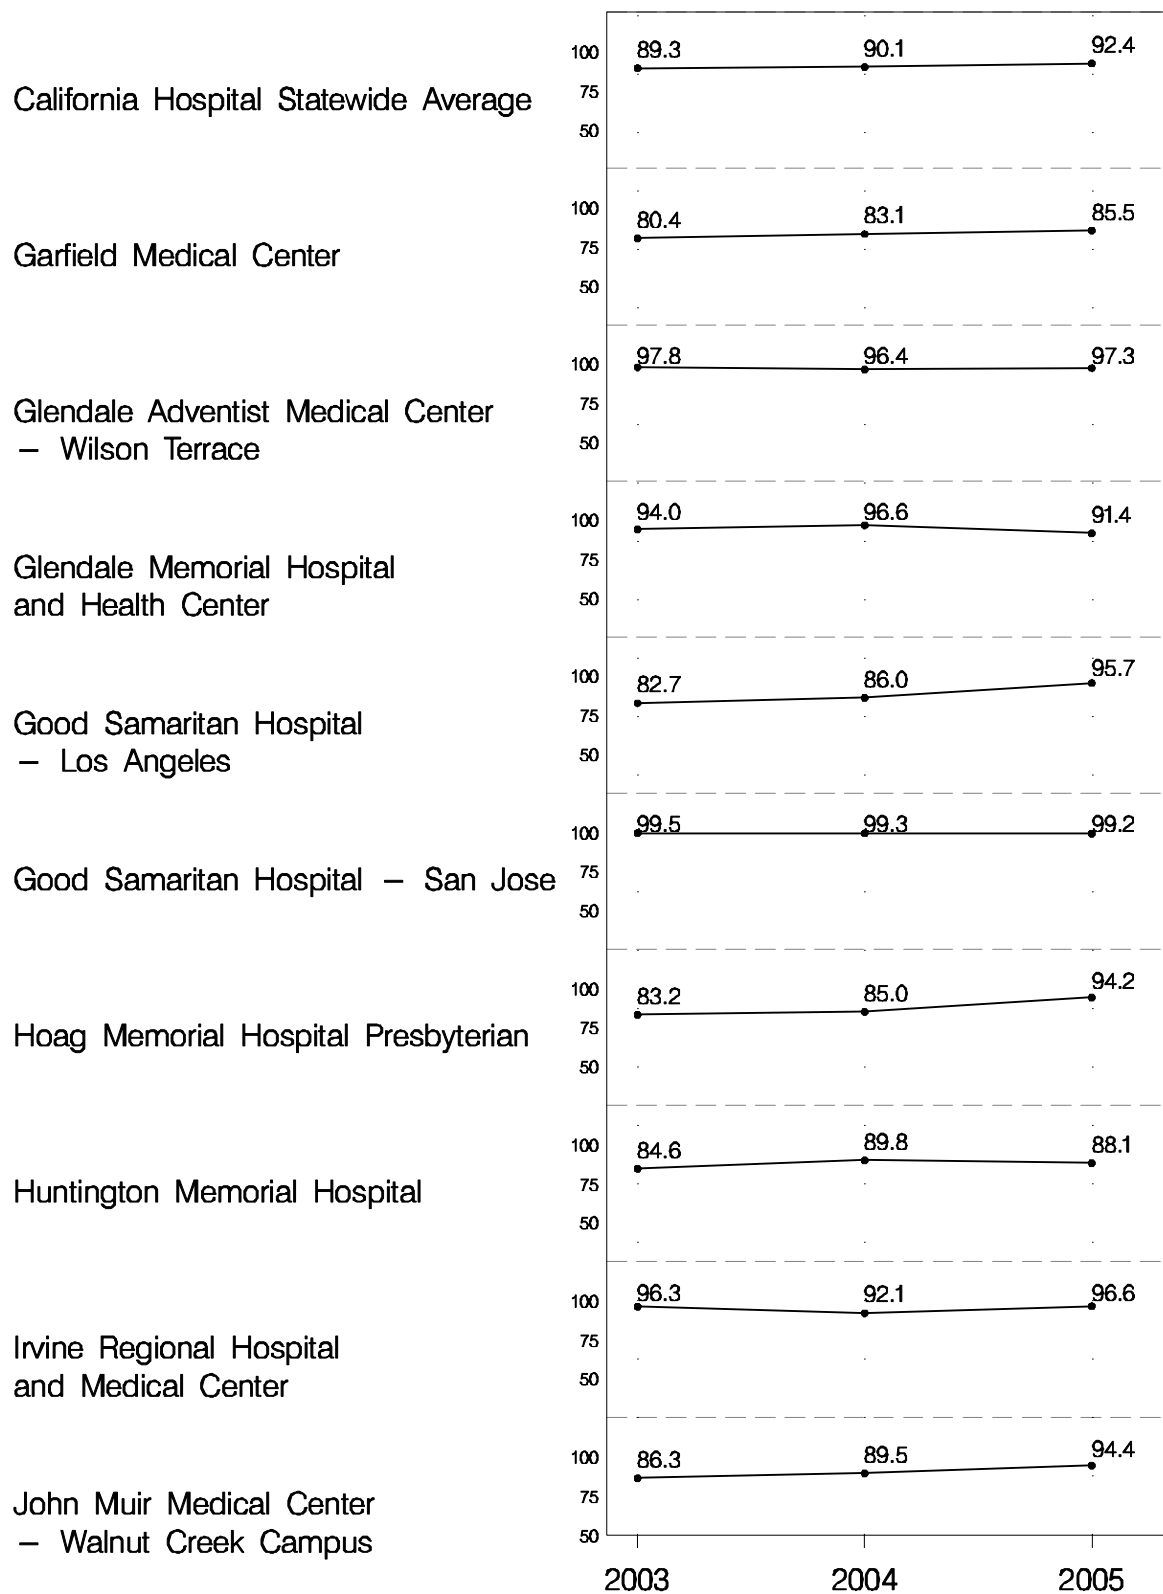 100 89.3 90.1 92.4
75
California Hospital Statewide Average
50
100 80.4 83.1 85.5
75
Garfield Medical Center
50
100 97.8 96.4 97.3
75
Glendale Adventist Medical Center
50
– Wilson Terrace
100 94.0 96.6 91.4
75
Glendale Memorial Hospital
50
and Health Center
100 82.7 86.0 95.7
75
Good Samaritan Hospital
50
– Los Angeles
100 99.5 99.3 99.2
75
Good Samaritan Hospital – San Jose
50
100 83.2 85.0 94.2
75
Hoag Memorial Hospital Presbyterian
50
100 84.6 89.8 88.1
75
Huntington Memorial Hospital
50
100 96.3 92.1 96.6
75
Irvine Regional Hospital
50
and Medical Center
100 86.3 89.5 94.4
75
John Muir Medical Center
50
– Walnut Creek Campus
2003 2004 2005